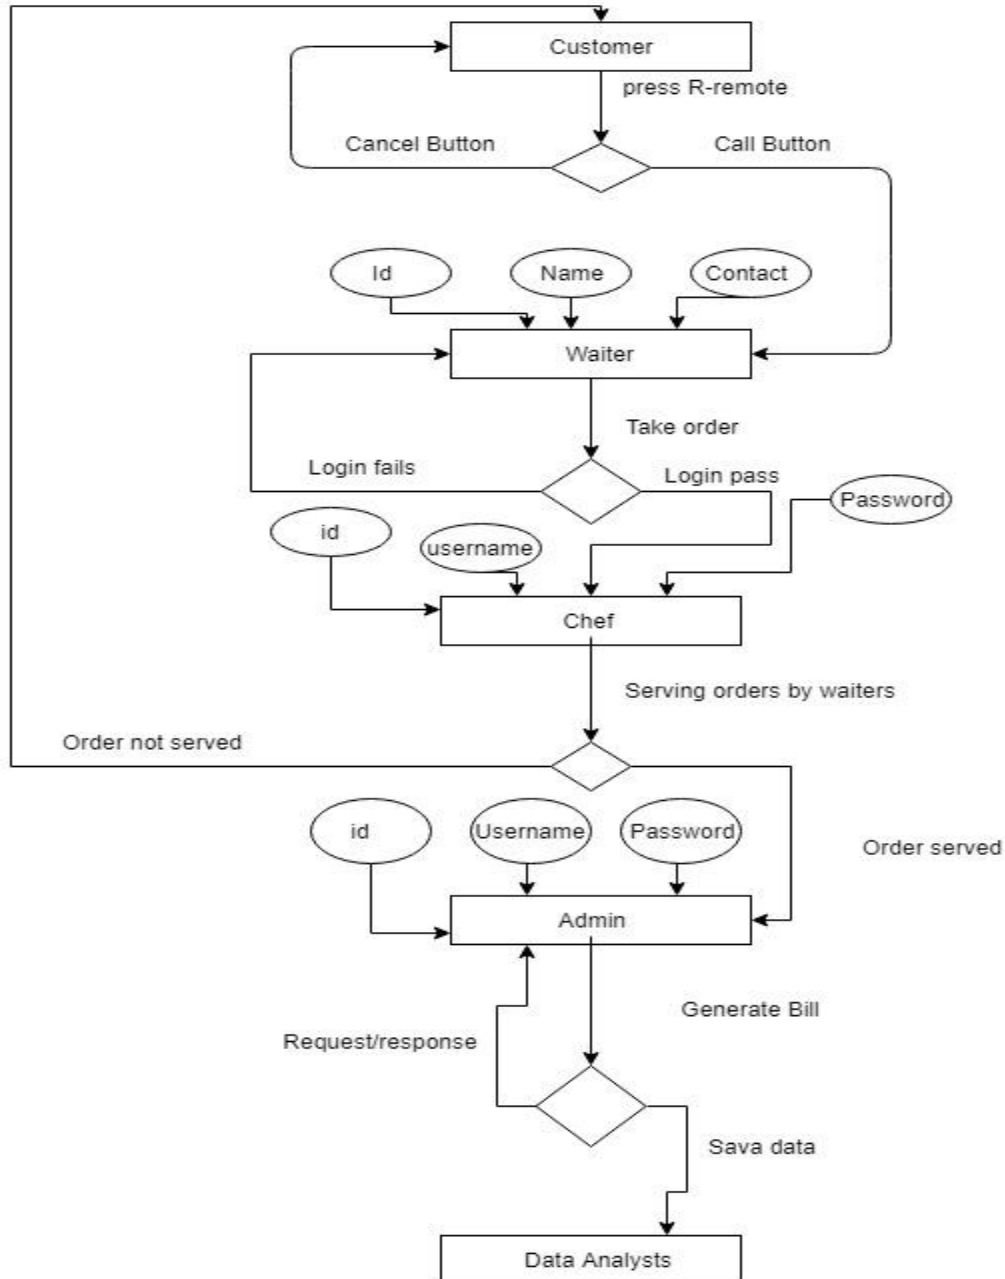 Customer
press R-remote
Cancel Button
Call Button
Id
Name
Contact
Waiter
Take order
Login fails
Login pass
Password
id
username
Chef
Serving orders by waiters
Order not served
id
Username
Password
Order served
Admin
Generate Bill
Request/response
Sava data
Data Analysts